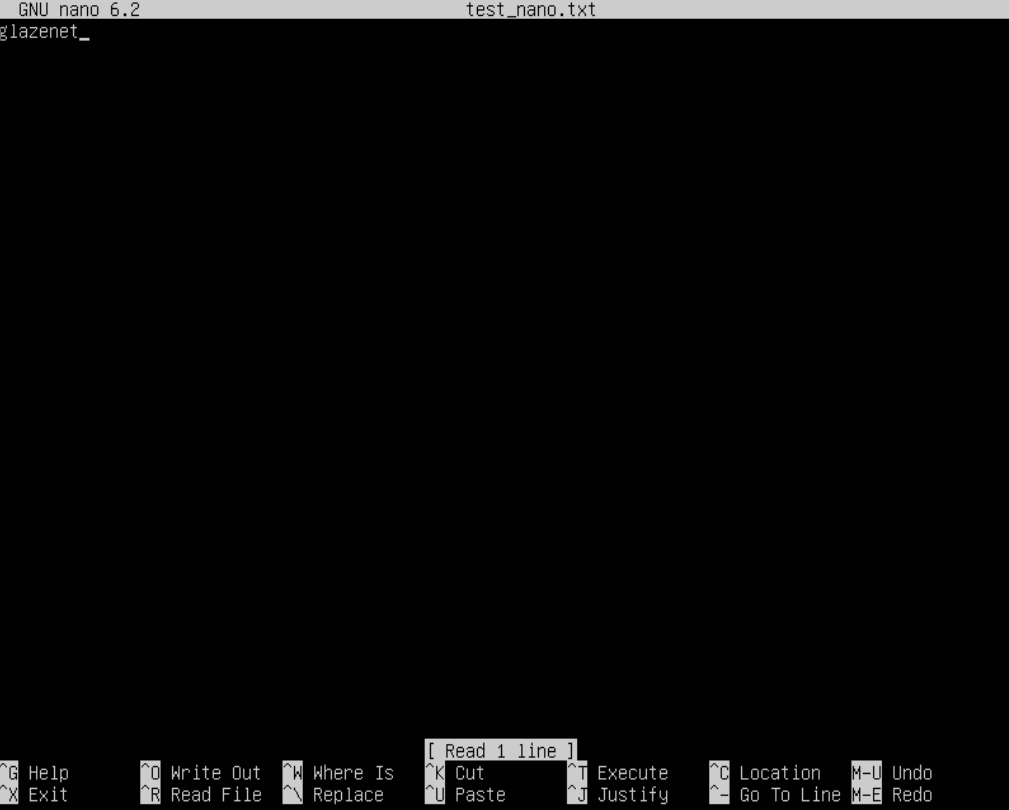 GNU nano 6.2 test_nano.txt
glazenet_
[ Read 1 line ]
^G Help ^O Write Out ^W Where Is ^K Cut ^T Execute ^C Location M-U Undo
^X Exit ^R Read File ^\ Replace ^U Paste ^J Justify ^- Go To Line M-E Redo